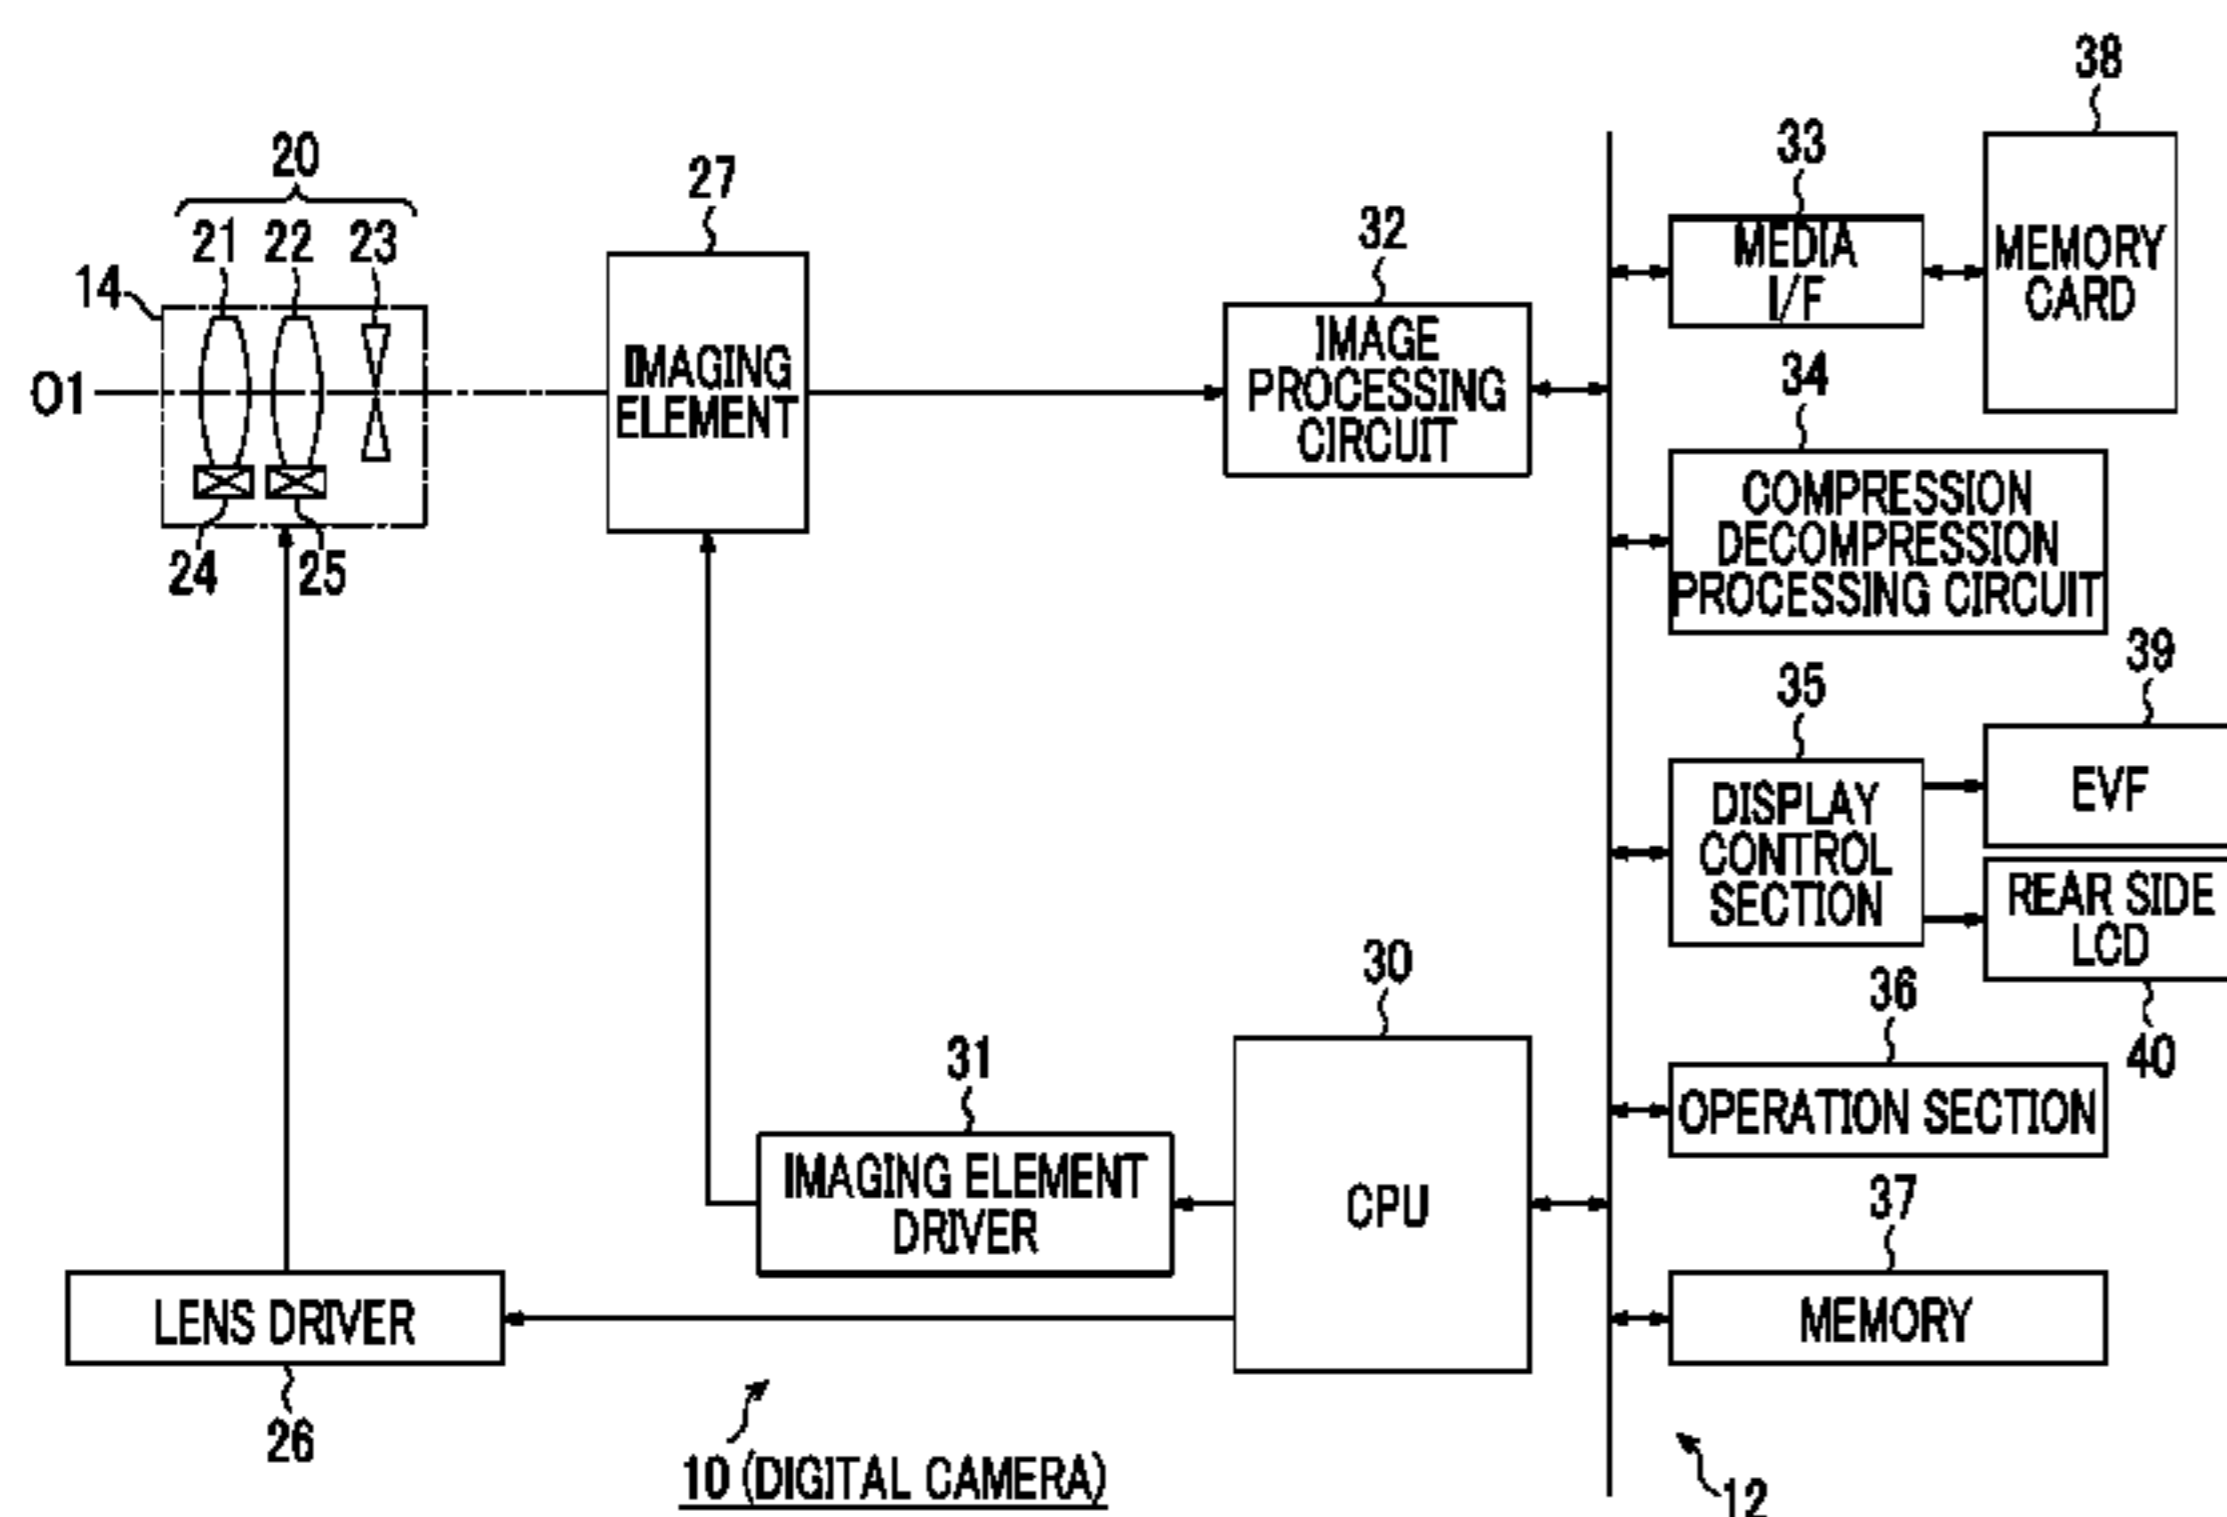 38
33
20
27
32
21 22 23
MEDIA
I/F
MEMORY
CARD
14
IMAGE
PROCESSING
CIRCUIT
IMAGING
ELEMENT
O1
34
COMPRESSION
DECOMPRESSION
PROCESSING CIRCUIT
24 25
39
35
EVF
DISPLAY
CONTROL
SECTION
REAR SIDE
LCD
30
36
40
31
OPERATION SECTION
IMAGING ELEMENT
DRIVER
CPU
37
LENS DRIVER
MEMORY
26
10 (DIGITAL CAMERA)
12